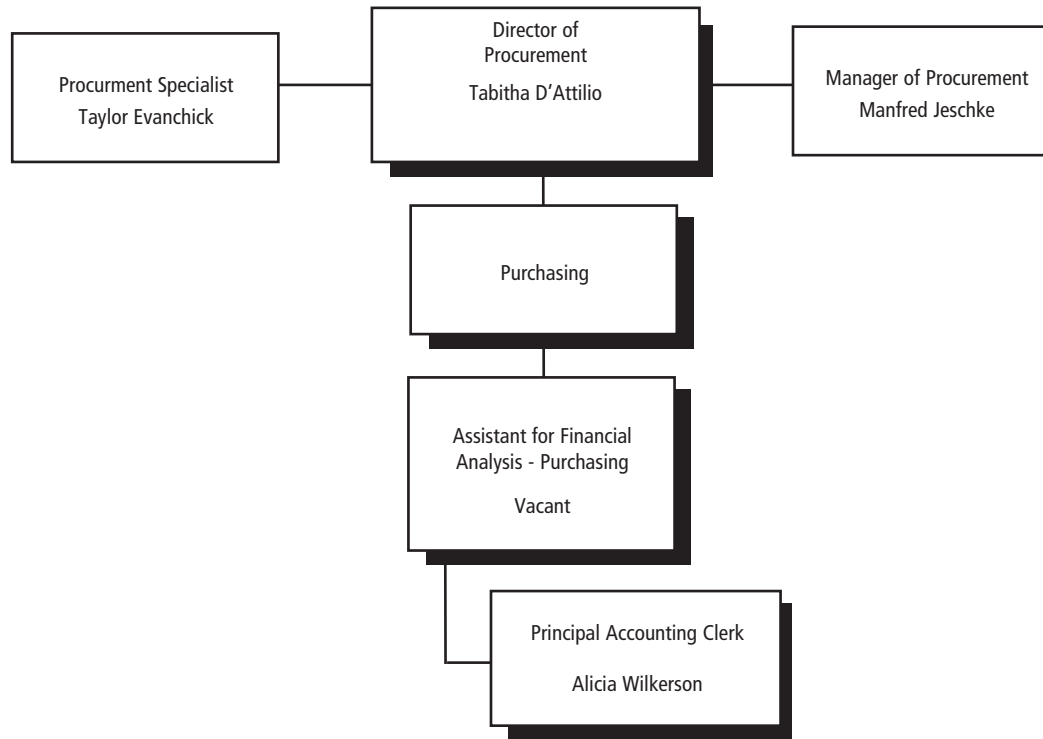 Director of
Procurement
Tabitha D'Attilio
Procurment Specialist
Taylor Evanchick
Manager of Procurement
Manfred Jeschke
Purchasing
Assistant for Financial
Analysis - Purchasing
Vacant
Principal Accounting Clerk
Alicia Wilkerson